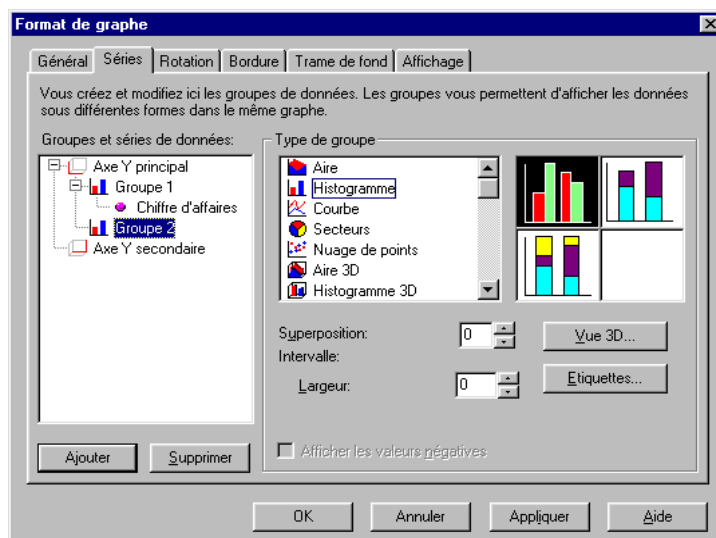 Format de graphe
Général Séries Rotation Bordure Trame de fond Affichage
Vous créez et modifiez ici les groupes de données. Les groupes vous permettent d'afficher les données
sous différentes formes dans le même graphe.
Groupes et séries de données:
Axe Y principal
Groupe 1
Chiffre d'affaires
Groupe 2
Axe Y secondaire
Ajouter
Supprimer
Type de groupe
Aire
Histogramme
Courbe
Secteurs
Nuage de points
Aire 3D
Histogramme 3D
Superposition: 0
Vue 3D...
Intervalle:
Largeur: 0
Etiquettes...
Afficher les valeurs négatives
OK Annuler Appliquer Aide